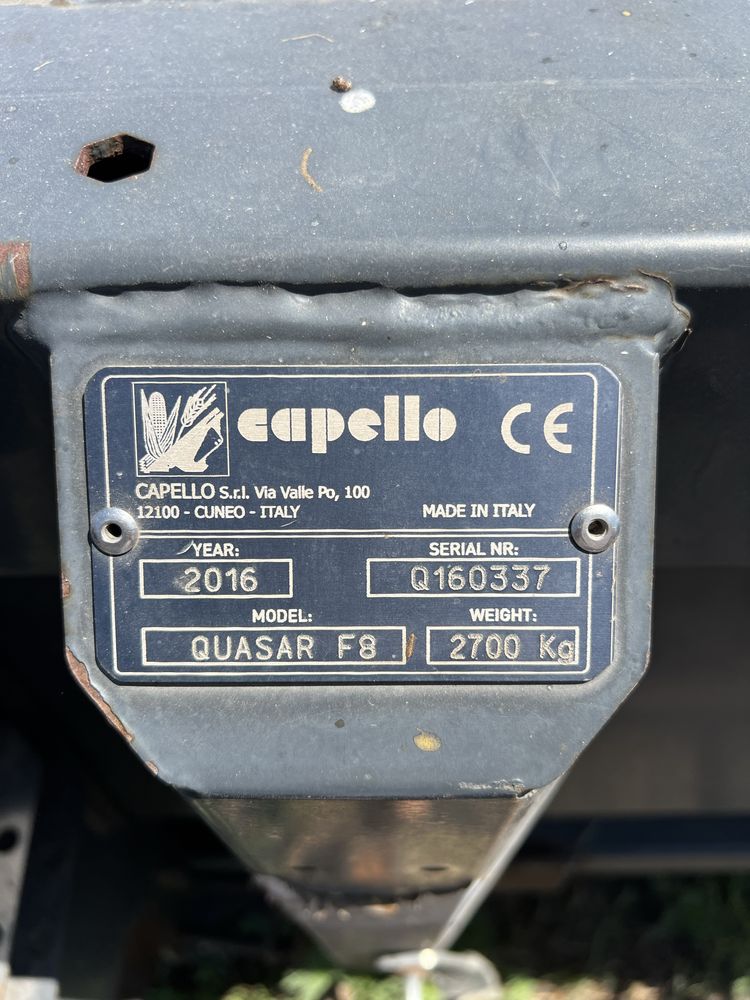 capello CE
CAPELLO S.r.l. Via Valle Po, 100
12100 - CUNEO - ITALY MADE IN ITALY
YEAR: SERIAL NR:
2016 Q160337
MODEL: WEIGHT:
QUASAR F8 2700 Kg